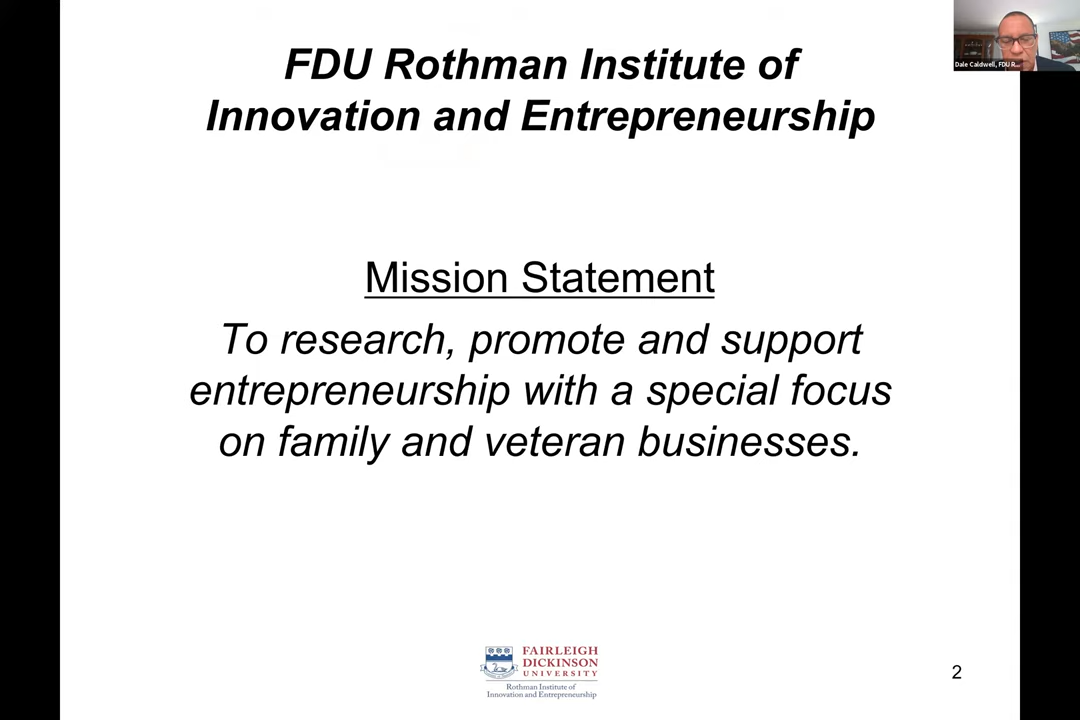 FDU Rothman Institute of
Innovation and Entrepreneurship
Dale Caldwell, FDU R...
Mission Statement
To research, promote and support
entrepreneurship with a special focus
on family and veteran businesses.
FAIRLEIGH
DICKINSON
UNIVERSITY
Rothman Institute of
Innovation and Entrepreneurship
2